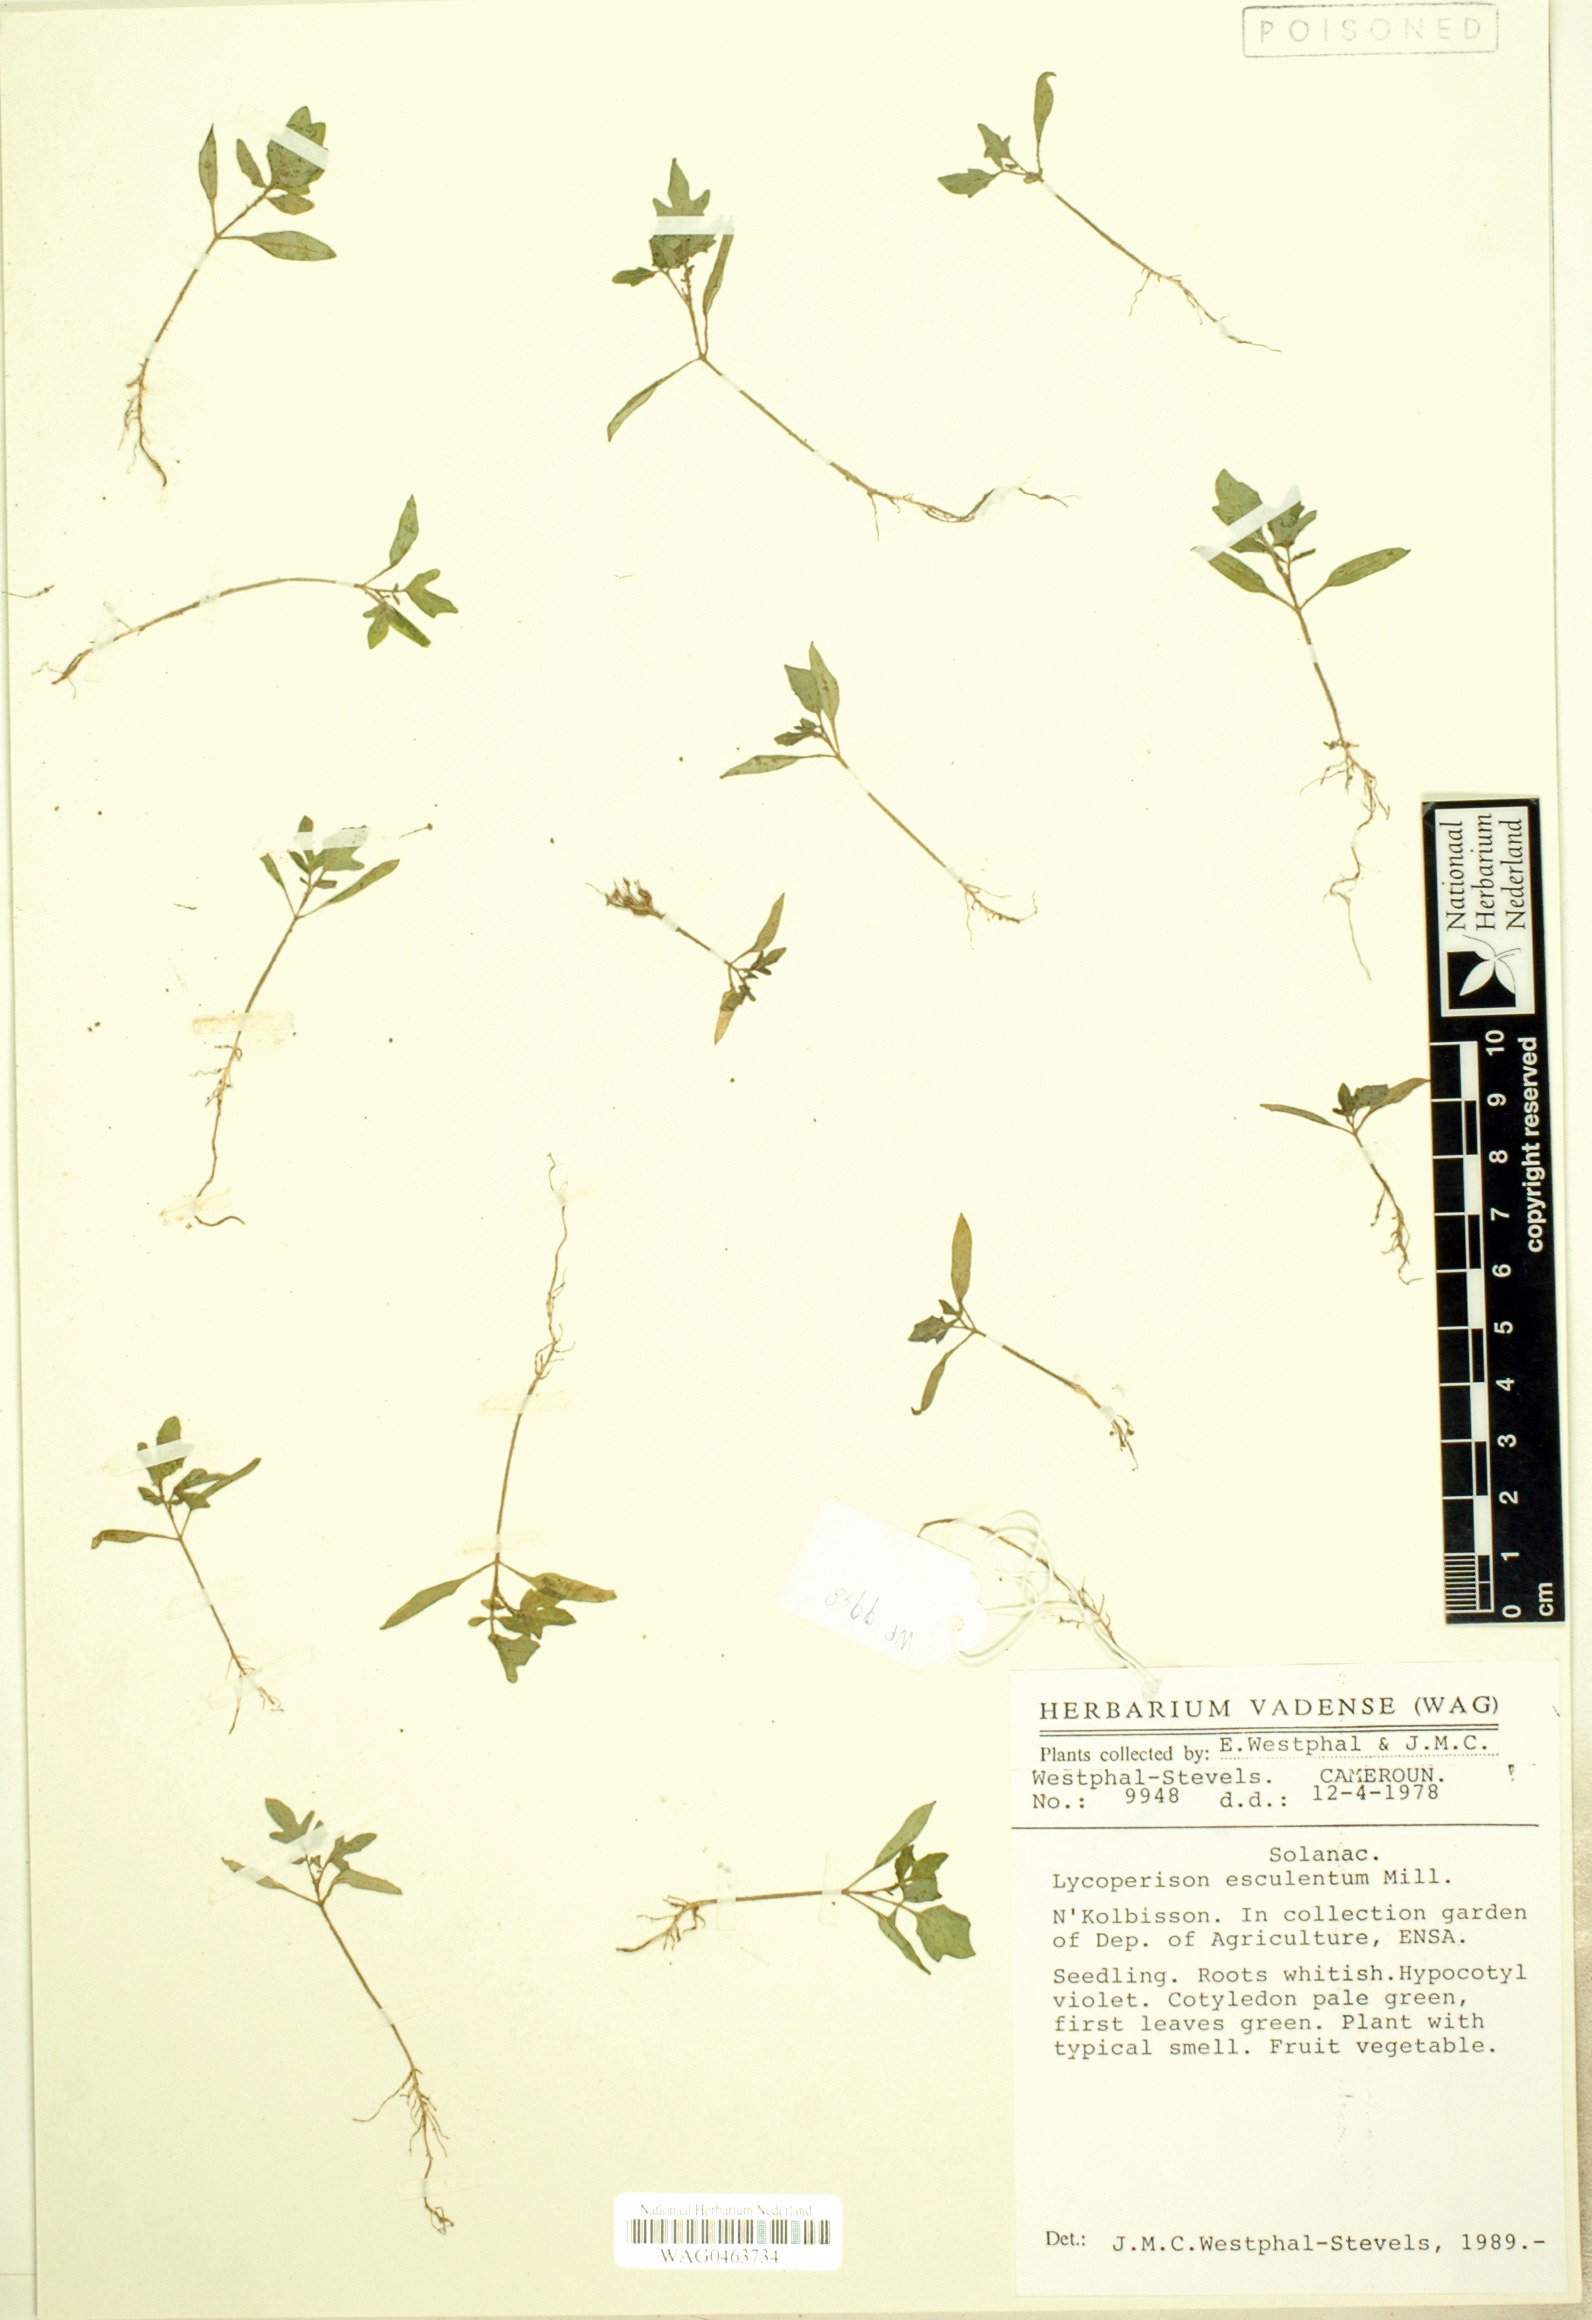 POISONED
Nationaal
Herbarium
Nederland
10
9
8
7
6
5
4
3
2
1
0
cm
copyright reserved
WP 9948
HERBARIUM VADENSE (WAG)
Plants collected by: E.Westphal & J.M.C.
Westphal-Stevels. CAMEROUN. !
No.: 9948 d.d.: 12-4-1978
Solanac.
Lycoperison esculentum Mill.
N'Kolbisson. In collection garden
of Dep. of Agriculture, ENSA.
Seedling. Roots whitish.Hypocotyl
violet. Cotyledon pale green,
first leaves green. Plant with
typical smell. Fruit vegetable.
Det.: J.M.C.Westphal-Stevels, 1989.-
Nationaal Herbarium Nederland
WAG0463734